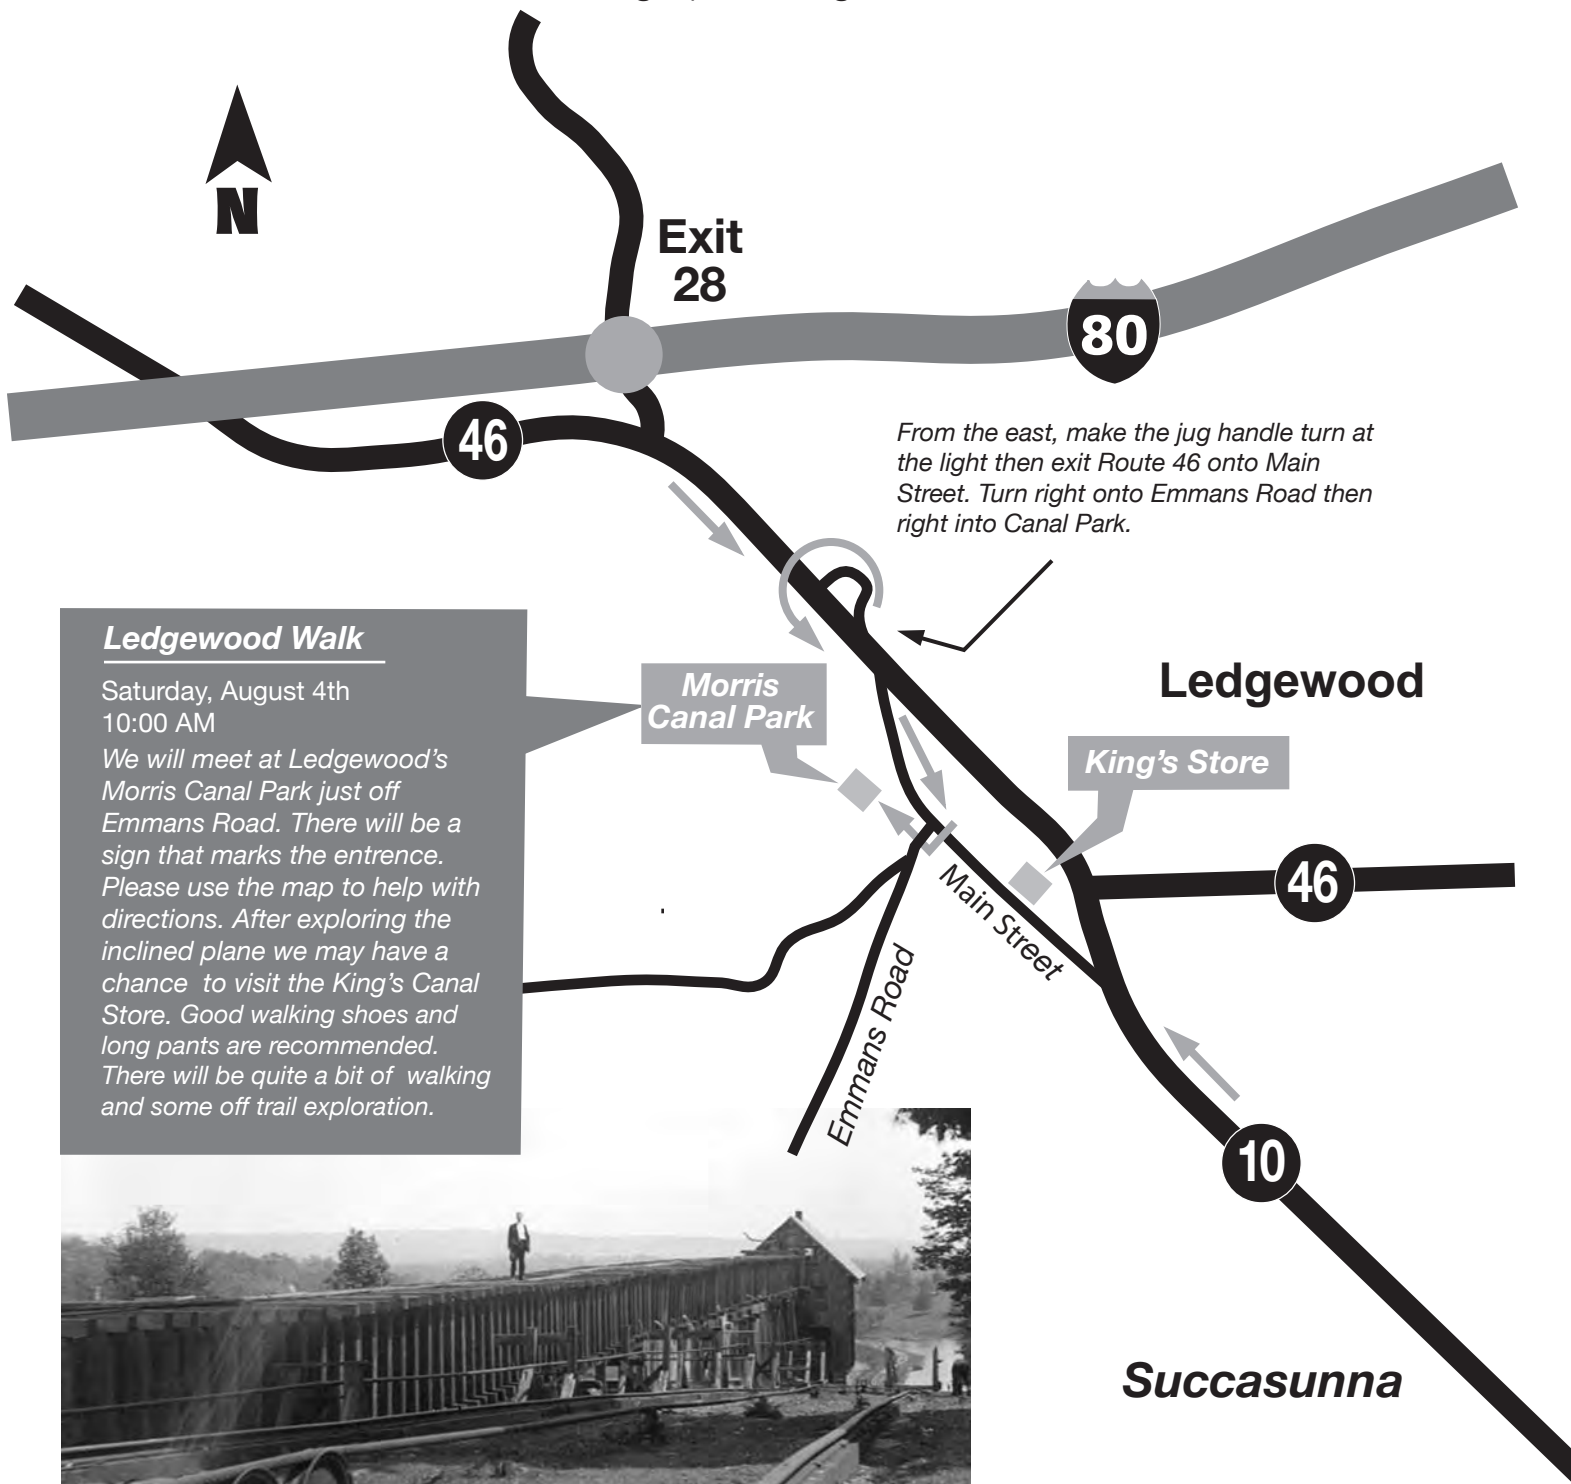 N
Exit
28
80
46
From the east, make the jug handle turn at
the light then exit Route 46 onto Main
Street. Turn right onto Emmans Road then
right into Canal Park.
Ledgewood Walk
Saturday, August 4th
10:00 AM
We will meet at Ledgewood’s
Morris Canal Park just off
Emmans Road. There will be a
sign that marks the entrence.
Please use the map to help with
directions. After exploring the
inclined plane we may have a
chance  to visit the King’s Canal
Store. Good walking shoes and
long pants are recommended.
There will be quite a bit of  walking
and some off trail exploration.
Morris
Canal Park
Ledgewood
King’s Store
46
Main Street
Emmans Road
10
Succasunna